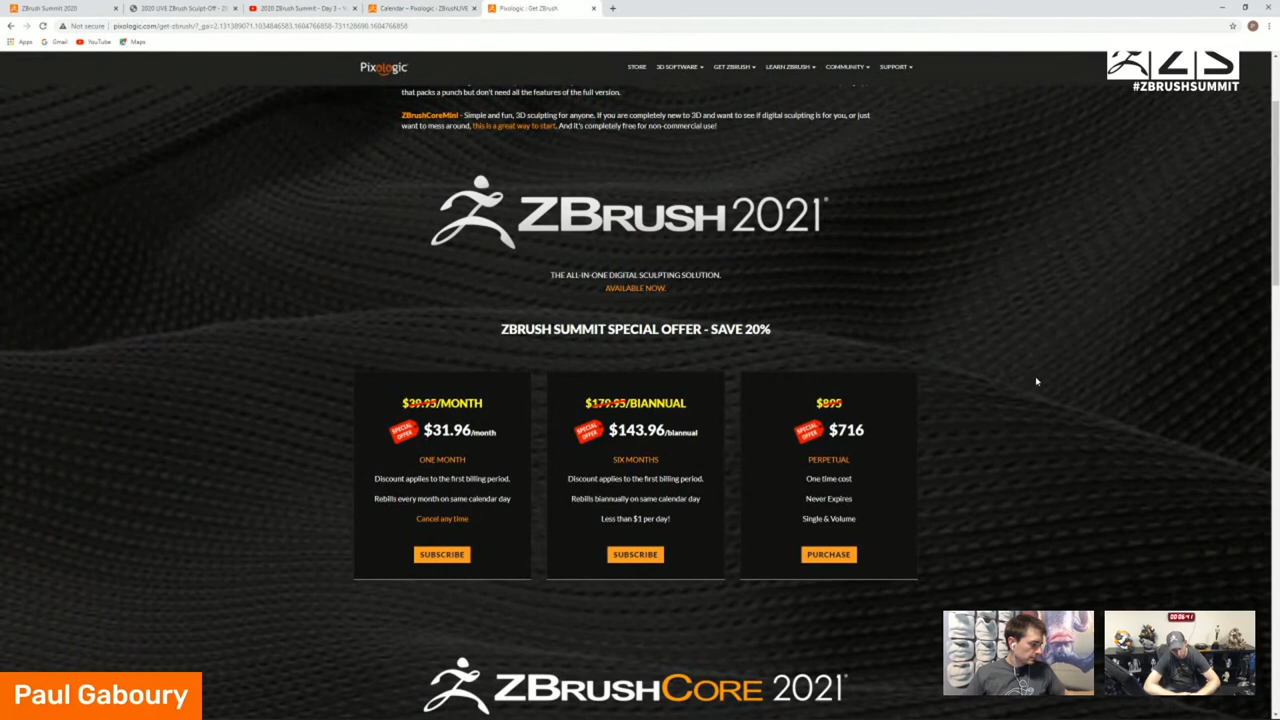 ZBrush Summit 2020
2020 LIVE ZBrush Sculpt-Off - Z
2020 ZBrush Summit - Day 3 -
Calendar – Pixologic : ZBrushLIVE
Pixologic : Get ZBrush
Not secure | pixologic.com/get-zbrush/?_ga=2.131389071.1034846583.1604766858-731128690.1604766858
Apps Gmail YouTube Maps
Pixologic
STORE 3D SOFTWARE GET ZBRUSH LEARN ZBRUSH COMMUNITY SUPPORT
ZS
#ZBRUSHSUMMIT
that packs a punch but don't need all the features of the full version.
ZBrushCoreMini - Simple and fun, 3D sculpting for anyone. If you are completely new to 3D and want to see if digital sculpting is for you, or just
want to mess around, this is a great way to start. And it's completely free for non-commercial use!
ZBRUSH 2021
THE ALL-IN-ONE DIGITAL SCULPTING SOLUTION.
AVAILABLE NOW.
ZBRUSH SUMMIT SPECIAL OFFER - SAVE 20%
$39.95/MONTH
SPECIAL OFFER $31.96/month
ONE MONTH
Discount applies to the first billing period.
Rebills every month on same calendar day
Cancel any time
SUBSCRIBE
$179.95/BIANNUAL
SPECIAL OFFER $143.96/biannual
SIX MONTHS
Discount applies to the first billing period.
Rebills biannually on same calendar day
Less than $1 per day!
SUBSCRIBE
$895
SPECIAL OFFER $716
PERPETUAL
One time cost
Never Expires
Single & Volume
PURCHASE
ZBRUSHCORE 2021
Paul Gaboury